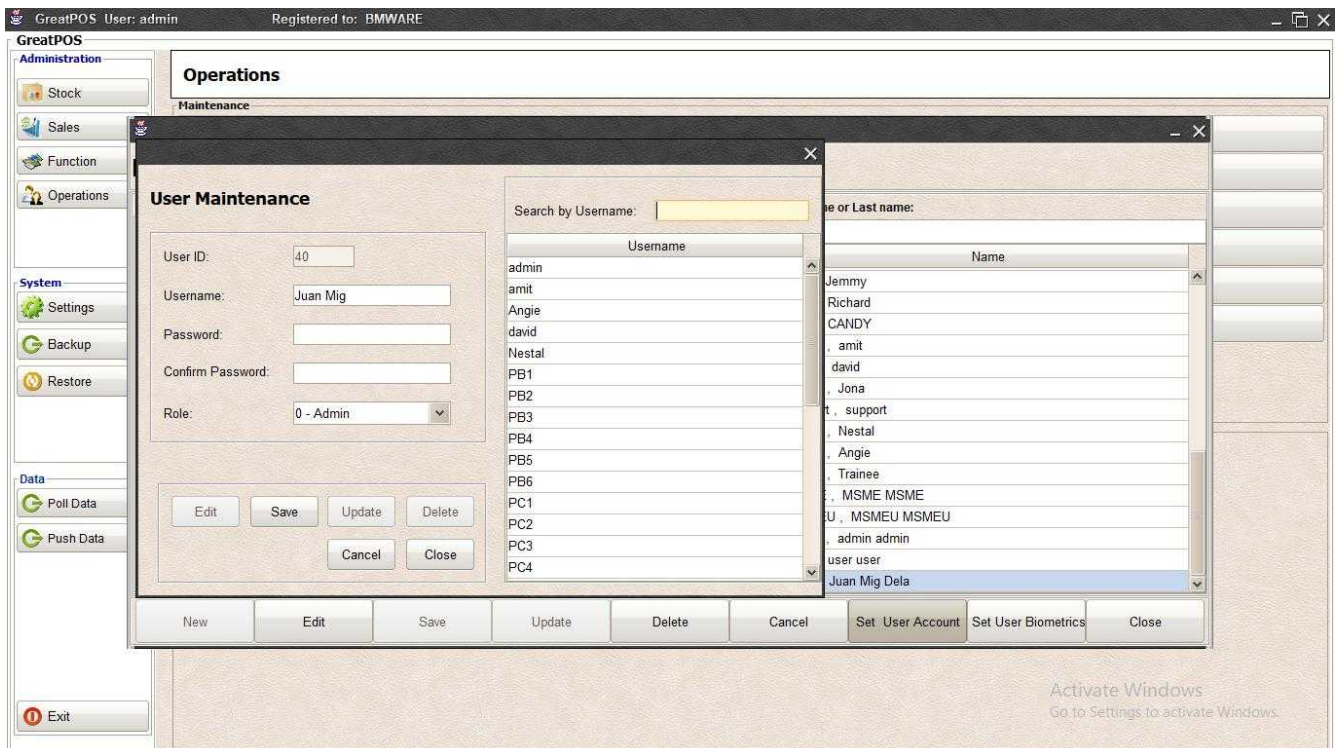 GreatPOS User: admin Registered to: BMWARE
GreatPOS
Administration
Stock
Sales
Function
Operations
System
Settings
Backup
Restore
Data
Poll Data
Push Data
Exit
Operations
Maintenance
User Maintenance
User ID: 40
Username: Juan Mig
Password:
Confirm Password:
Role: 0 - Admin
Edit Save Update Delete
Cancel Close
Search by Username:
Username
admin
amit
Angie
david
Nestal
PB1
PB2
PB3
PB4
PB5
PB6
PC1
PC2
PC3
PC4
or Last name:
Name
Jemmy
Richard
CANDY
, amit
david
, Jona
, support
, Nestal
, Angie
, Trainee
, MSME MSME
, MSMEU MSMEU
, admin admin
user user
Juan Mig Dela
New Edit Save Update Delete Cancel Set User Account Set User Biometrics Close
Activate Windows
Go to Settings to activate Windows.